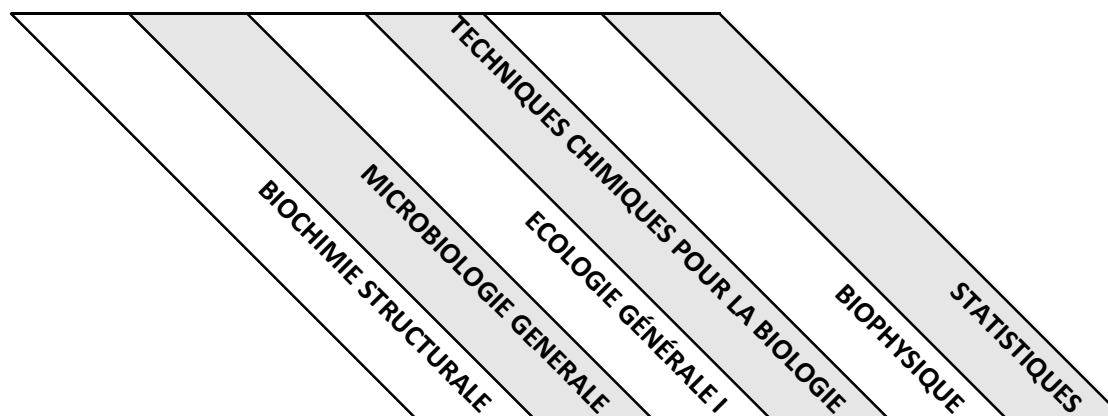 BIOCHIMIE STRUCTURALE
MICROBIOLOGIE GENERALE
ECOLOGIE GÉNÉRALE I
TECHNIQUES CHIMIQUES POUR LA BIOLOGIE
BIOPHYSIQUE
STATISTIQUES